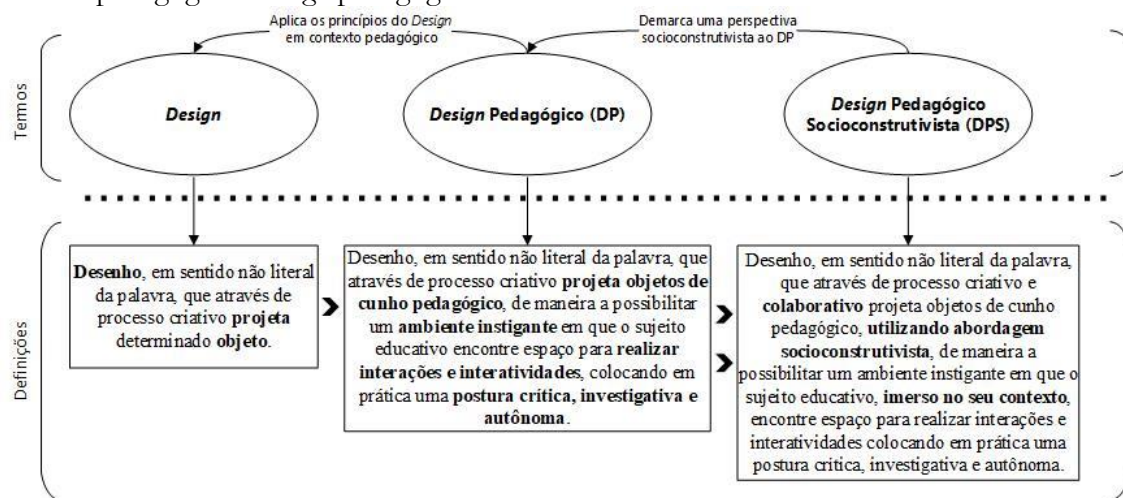 Aplica os princípios do Design
em contexto pedagógico
Demarca uma perspectiva
socioconstrutivista ao DP
Termos
Design
Design Pedagógico (DP)
Design Pedagógico
Socioconstrutivista (DPS)
Definições
Desenho, em sentido não literal
da palavra, que através de
processo criativo projeta
determinado objeto.
Desenho, em sentido não literal da palavra, que
através de processo criativo projeta objetos de
cunho pedagógico, de maneira a possibilitar
um ambiente instigante em que o sujeito
educativo encontre espaço para realizar
interações e interatividades, colocando em
prática uma postura crítica, investigativa e
autônoma.
Desenho, em sentido não literal da palavra,
que através de processo criativo e
colaborativo projeta objetos de cunho
pedagógico, utilizando abordagem
socioconstrutivista, de maneira a
possibilitar um ambiente instigante em que o
sujeito educativo, imerso no seu contexto,
encontre espaço para realizar interações e
interatividades colocando em prática uma
postura crítica, investigativa e autônoma.